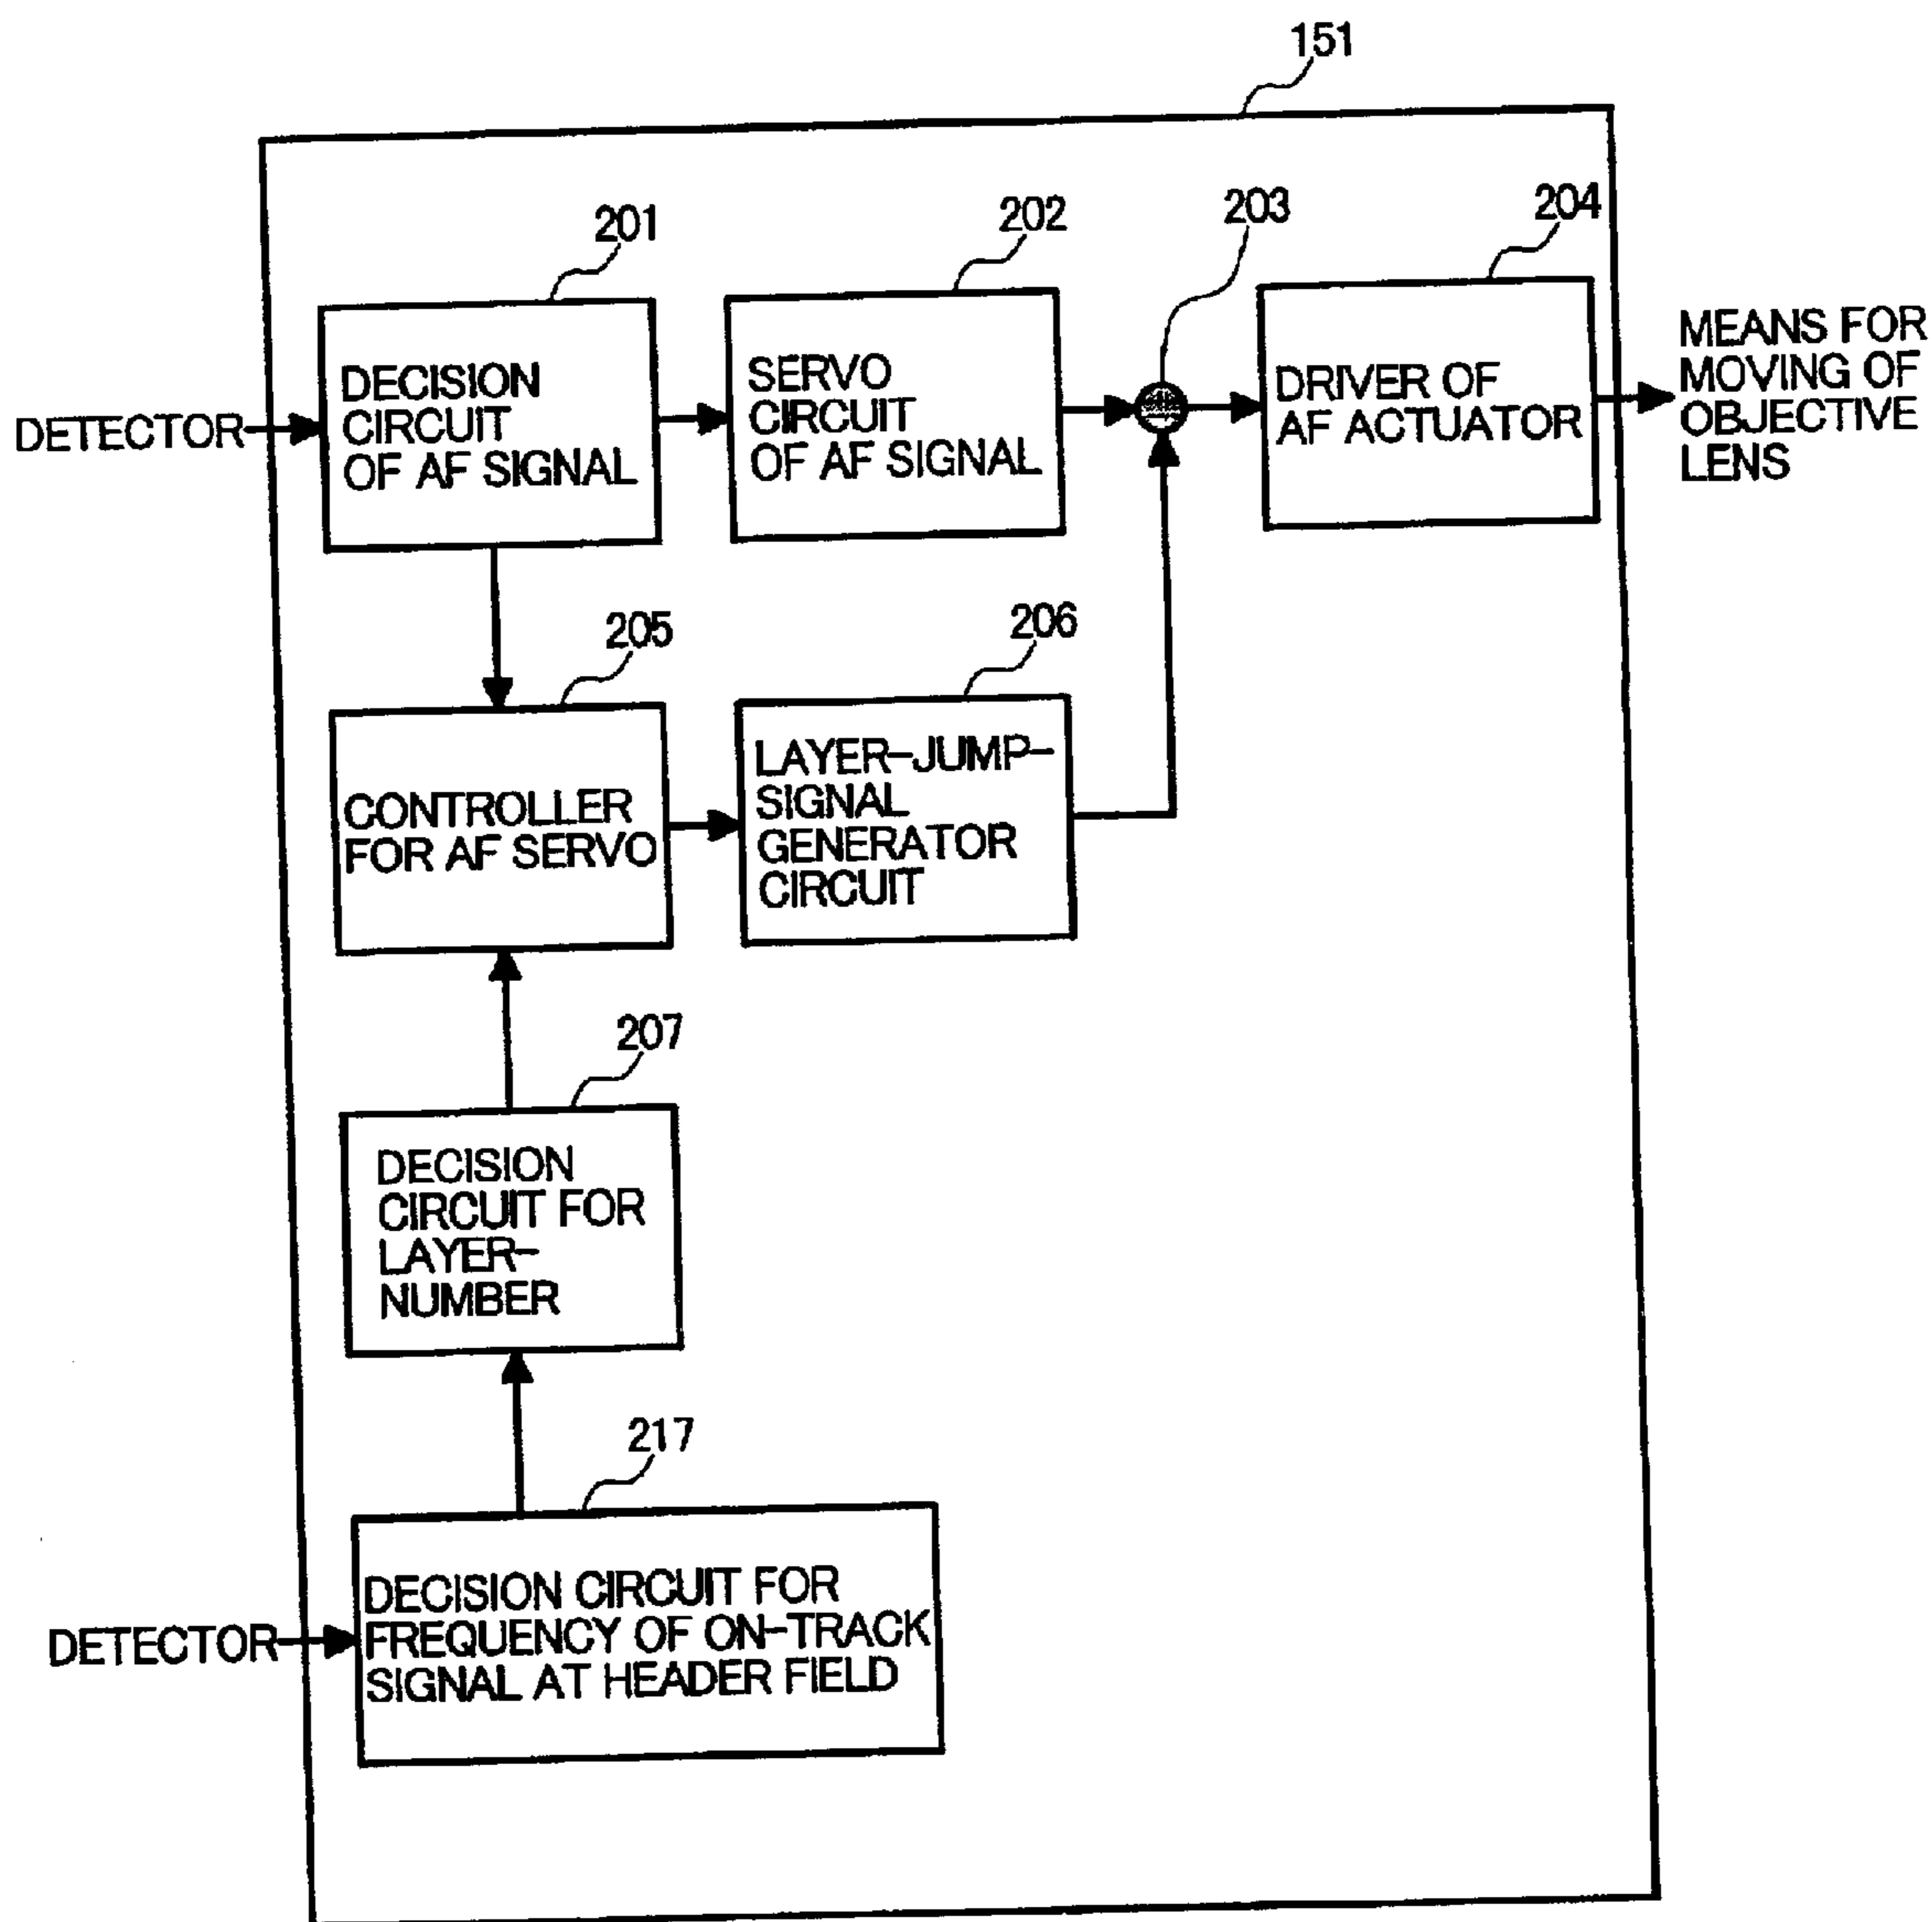 151
201
202
203
204
DETECTOR
DECISION
CIRCUIT
OF AF SIGNAL
SERVO
CIRCUIT
OF AF SIGNAL
DRIVER OF
AF ACTUATOR
MEANS FOR
MOVING OF
OBJECTIVE
LENS
205
206
CONTROLLER
FOR AF SERVO
LAYER-JUMP-
SIGNAL
GENERATOR
CIRCUIT
207
DECISION
CIRCUIT FOR
LAYER-
NUMBER
217
DETECTOR
DECISION CIRCUIT FOR
FREQUENCY OF ON-TRACK
SIGNAL AT HEADER FIELD